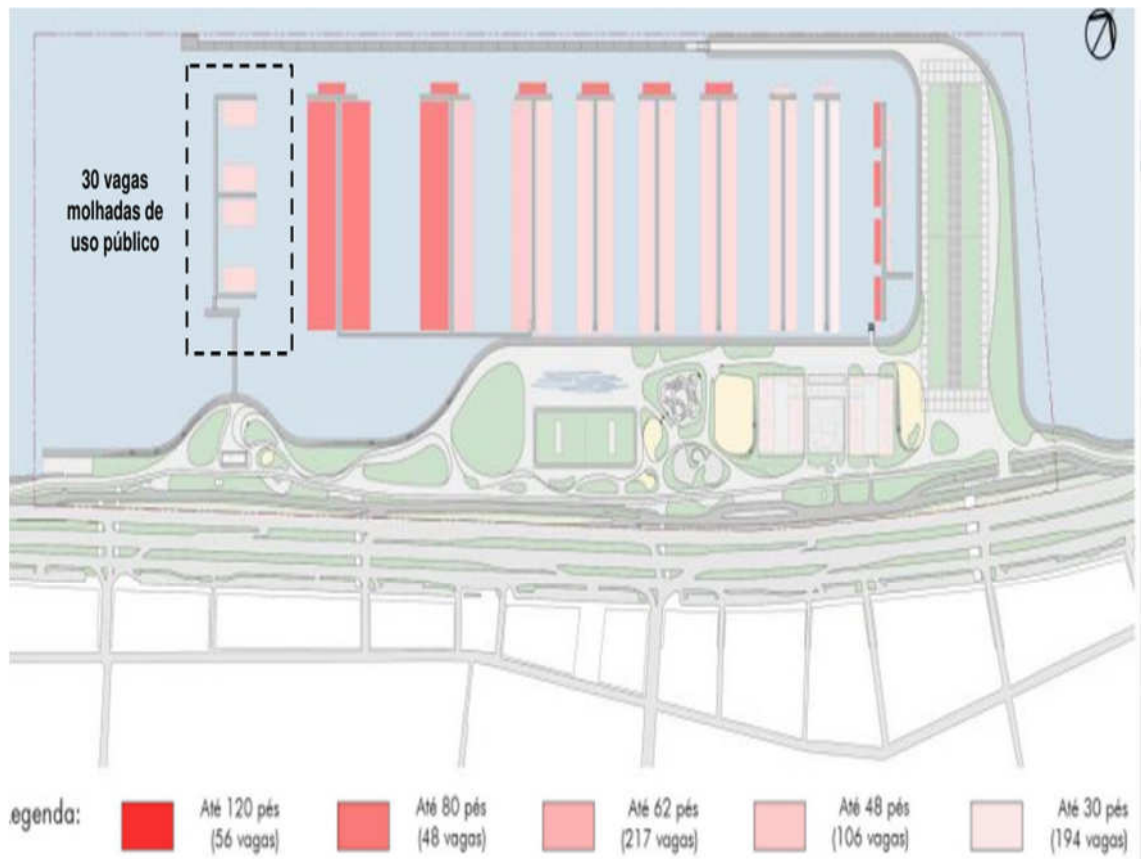 30 vagas
molhadas de
uso público
egenda:
Até 120 pés
(56 vagas)
Até 80 pés
(48 vagas)
Até 62 pés
(217 vagas)
Até 48 pés
(106 vagas)
Até 30 pés
(194 vagas)